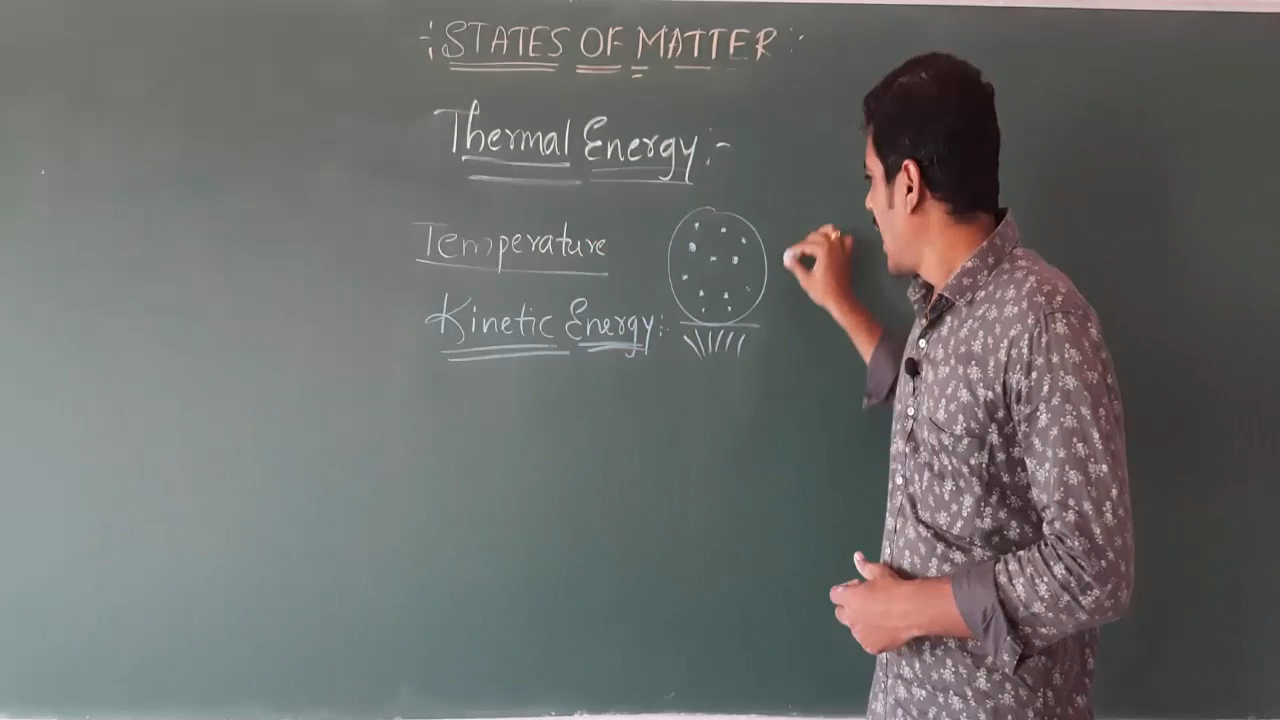 STATES OF MATTER
Thermal Energy:-
Temperature
Kinetic Energy: